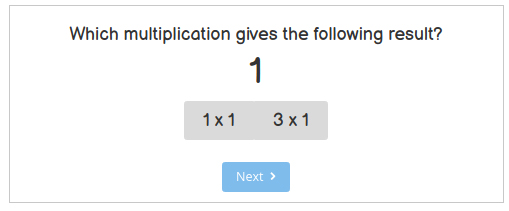 Which multiplication gives the following result?
1
1 x 1 3 x 1
Next